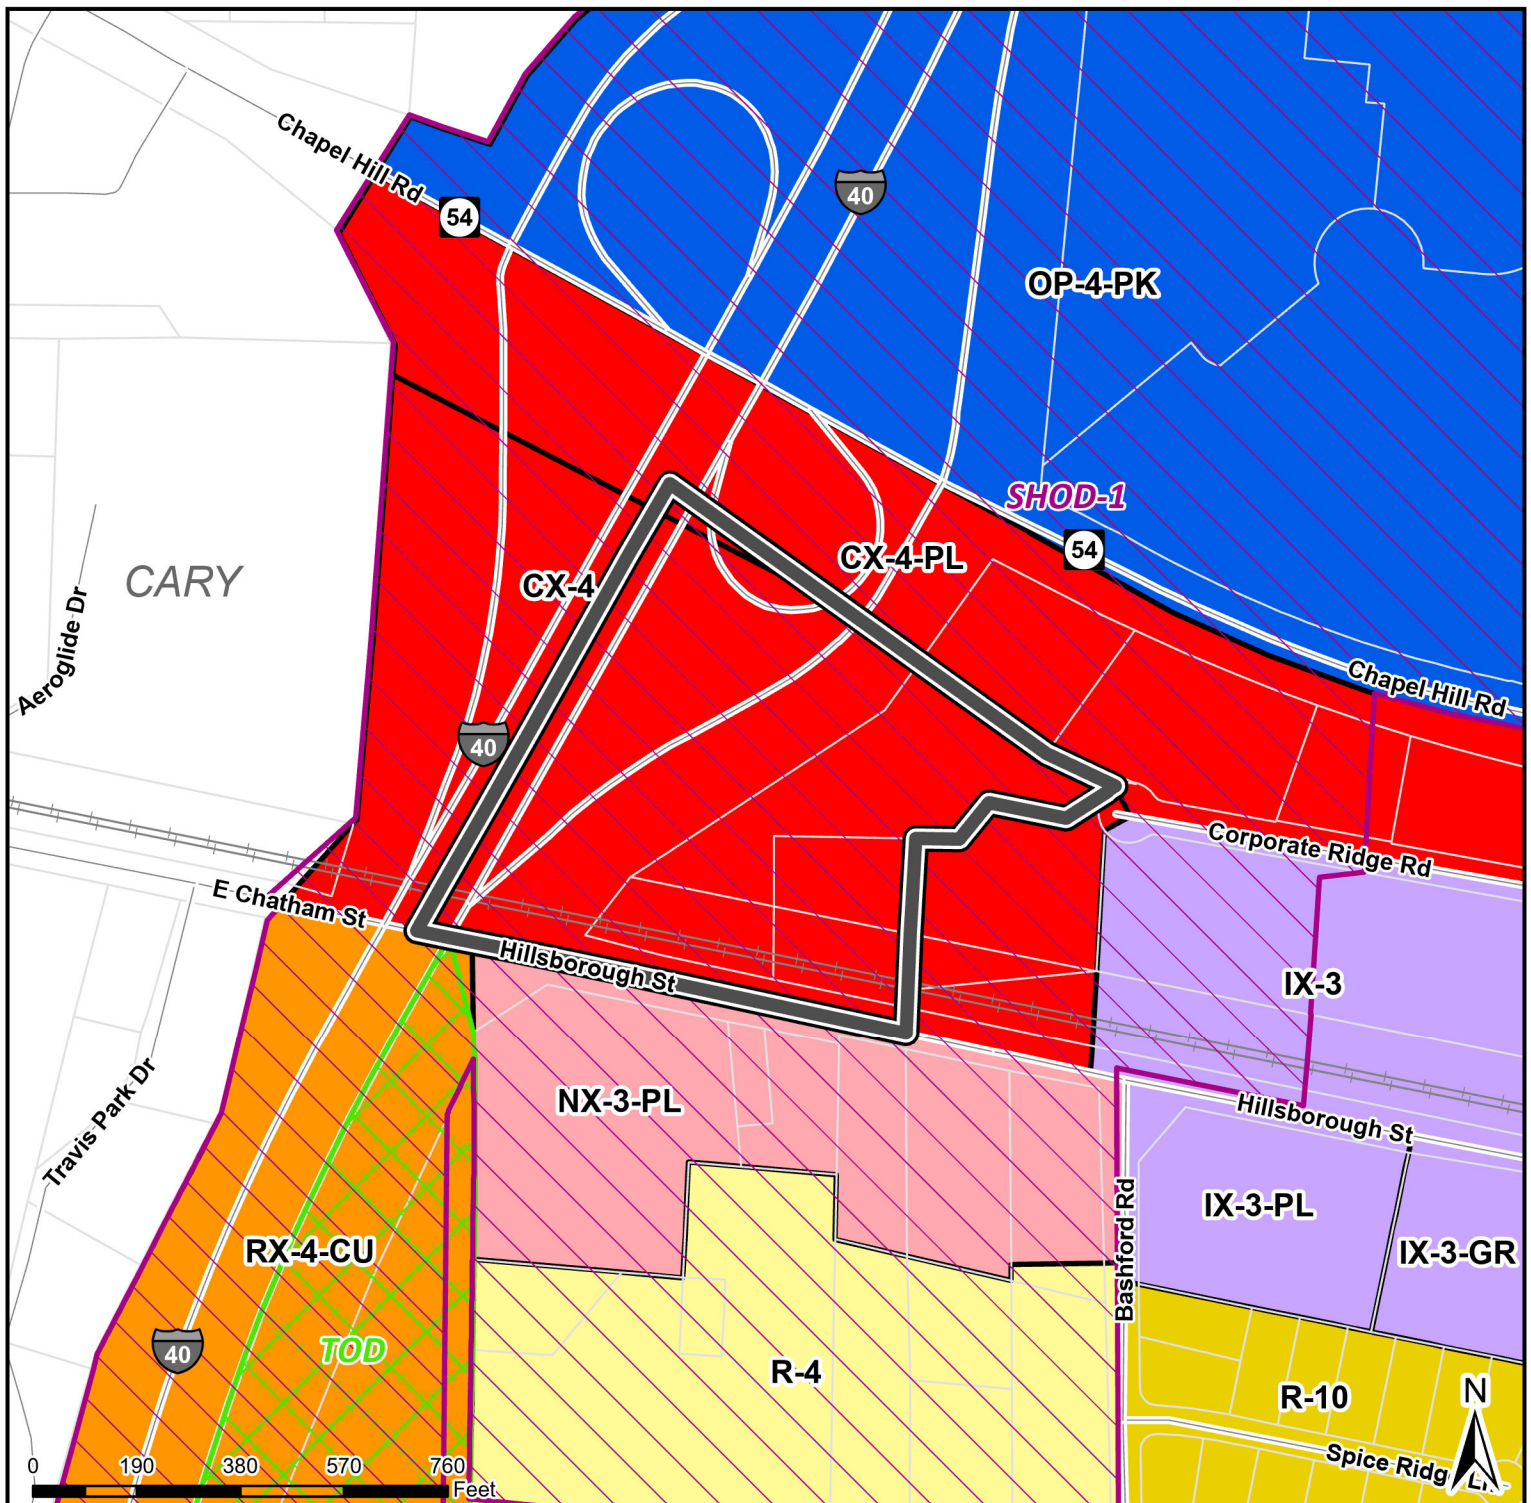 Chapel Hill Rd
54
40
OP-4-PK
SHOD-1
54
CX-4-PL
CX-4
CARY
Aeroglide Dr
Chapel Hill Rd
40
Corporate Ridge Rd
E Chatham St
Hillsborough St
IX-3
NX-3-PL
Hillsborough St
Travis Park Dr
IX-3-PL
Bashford Rd
RX-4-CU
IX-3-GR
40
TOD
R-4
R-10
N
Spice Ridge Ln
0 190 380 570 760
Feet